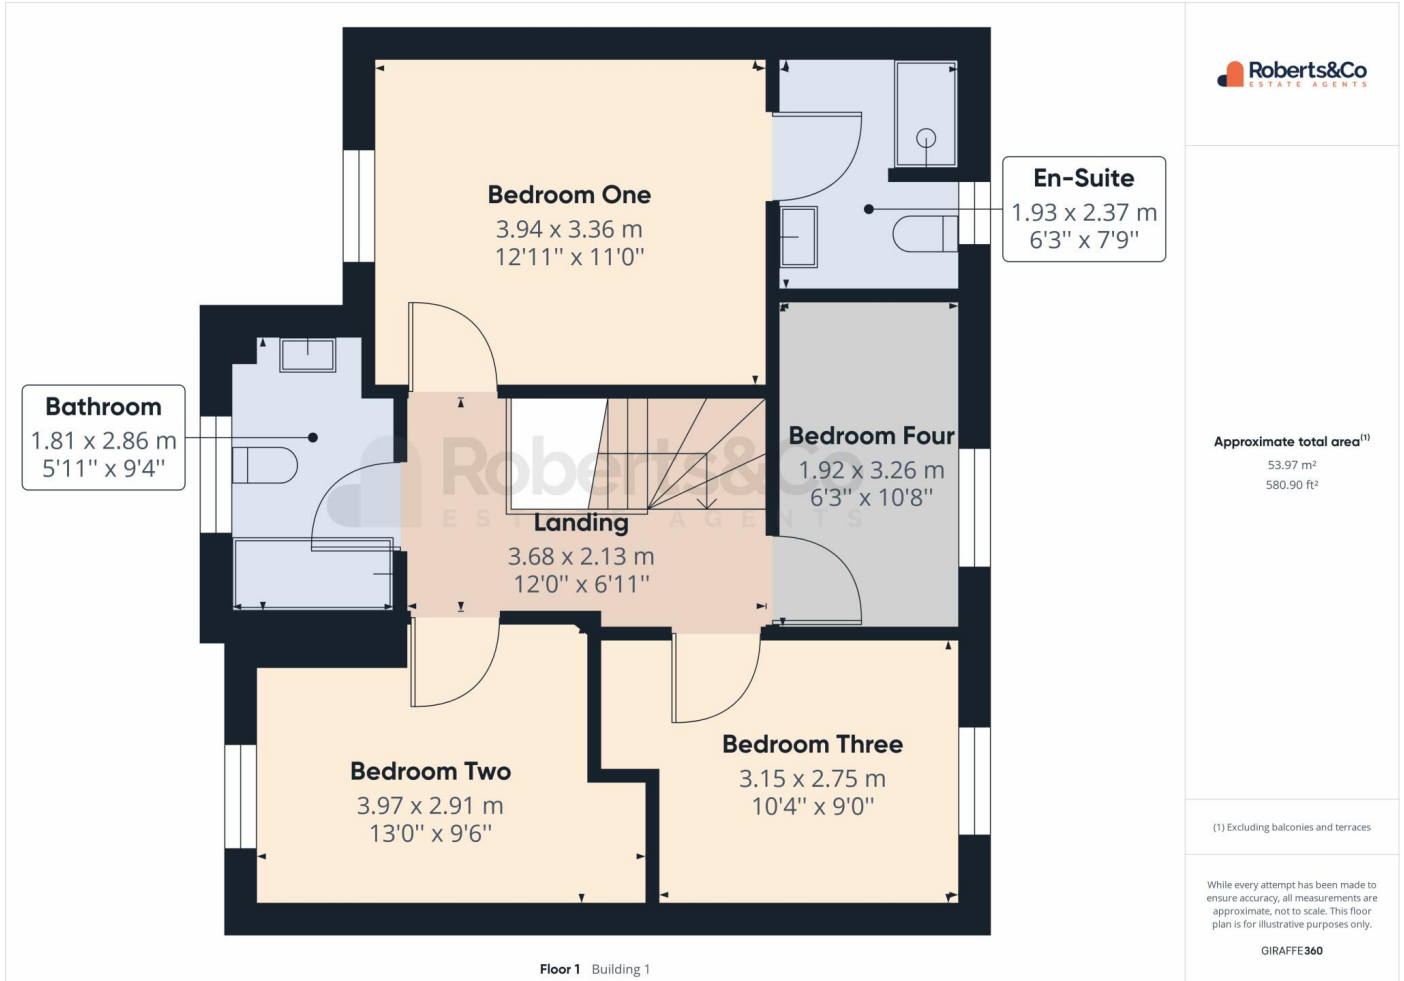 Bedroom One
3.94 x 3.36 m
12'11'' x 11'0''
En-Suite
1.93 x 2.37 m
6'3'' x 7'9''
Bathroom
1.81 x 2.86 m
5'11'' x 9'4''
Bedroom Four
1.92 x 3.26 m
6'3'' x 10'8''
Roberts&Co
ESTATE AGENTS
Landing
3.68 x 2.13 m
12'0'' x 6'11''
Bedroom Two
3.97 x 2.91 m
13'0'' x 9'6''
Bedroom Three
3.15 x 2.75 m
10'4'' x 9'0''
Floor 1 Building 1
Roberts&Co
ESTATE AGENTS
Approximate total area(1)
53.97 m²
580.90 ft²
(1) Excluding balconies and terraces
While every attempt has been made to
ensure accuracy, all measurements are
approximate, not to scale. This floor
plan is for illustrative purposes only.
GIRAFFE360